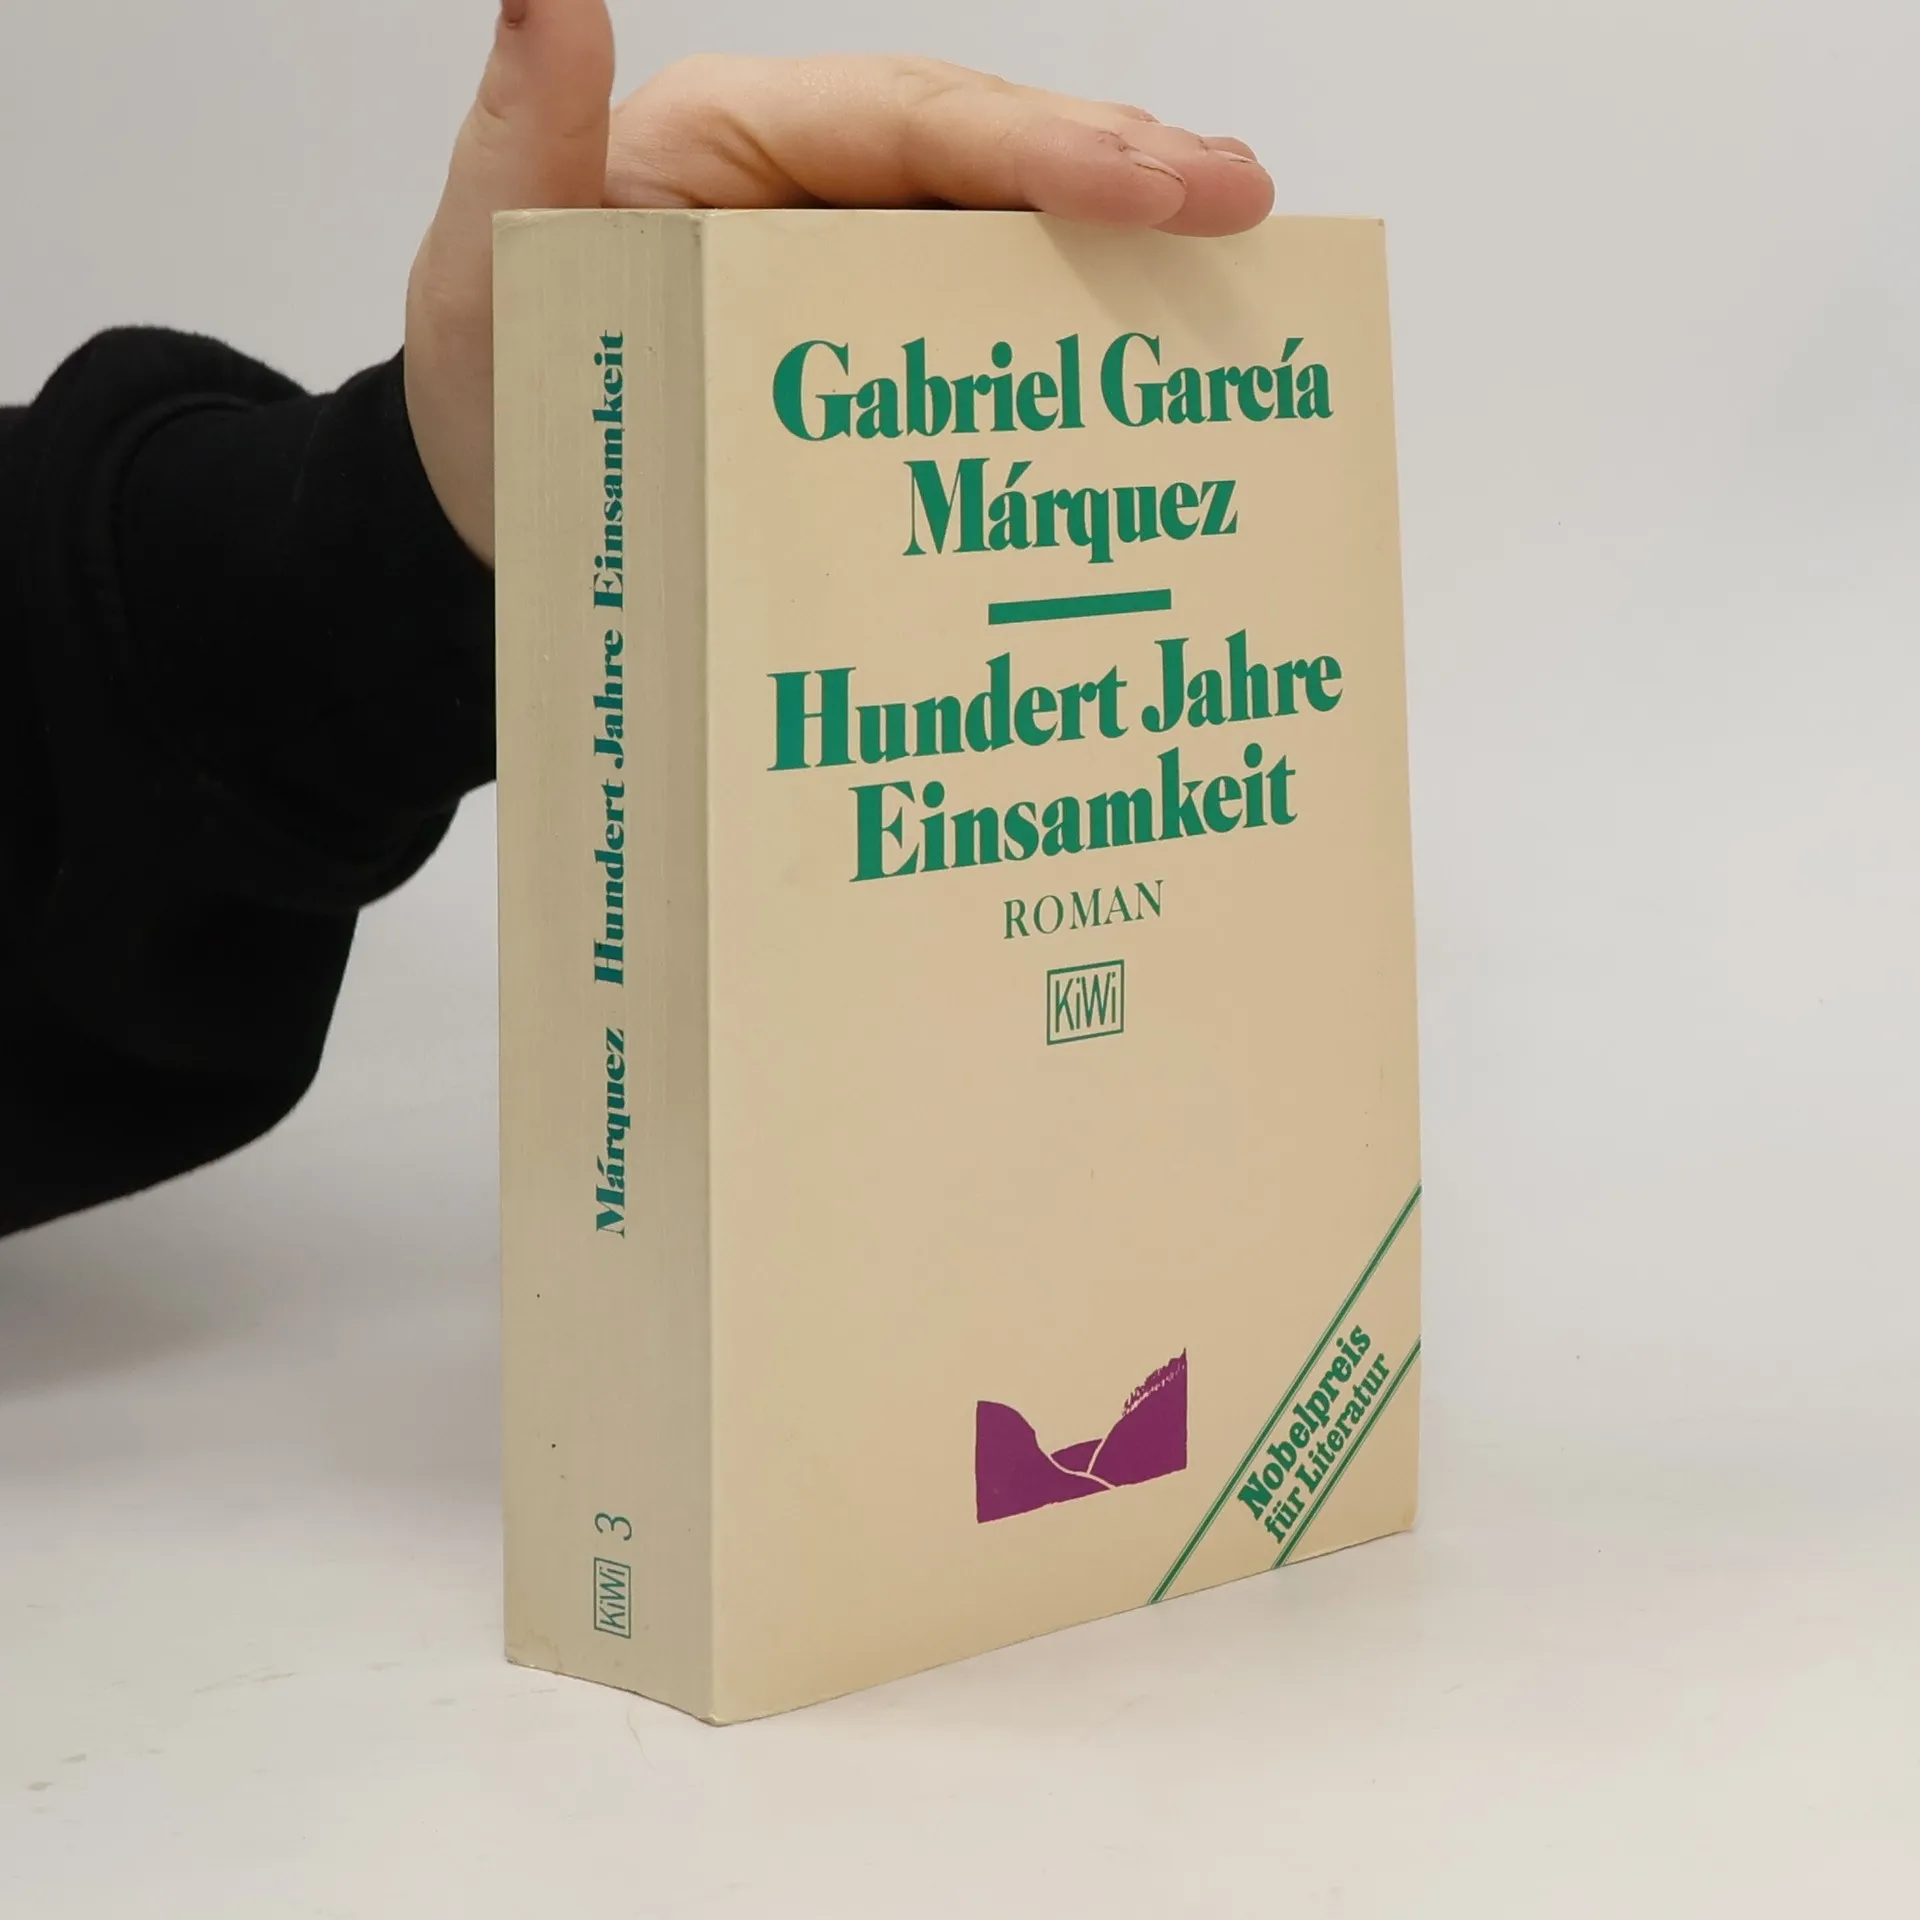 Gabriel García
Márquez
Hundert Jahre
Einsamkeit
ROMAN
KiWi
Nobelpreis
für Literatur
Márquez Hundert Jahre Einsamkeit
KiWi 3